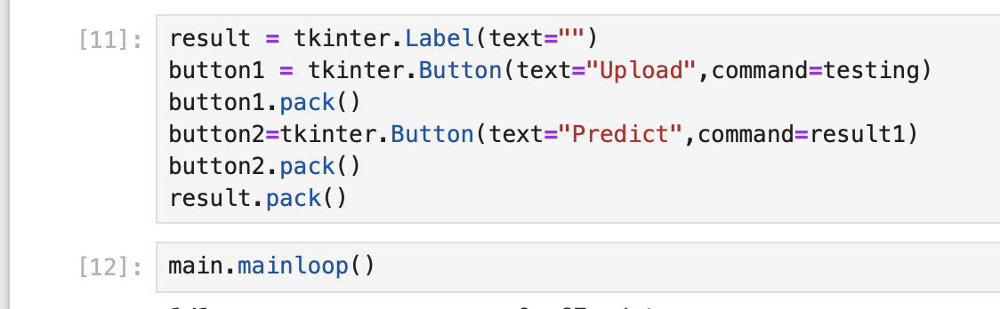 [11]: result = tkinter.Label(text="")
button1 = tkinter.Button(text="Upload",command=testing)
button1.pack()
button2=tkinter.Button(text="Predict",command=result1)
button2.pack()
result.pack()
[12]: main.mainloop()